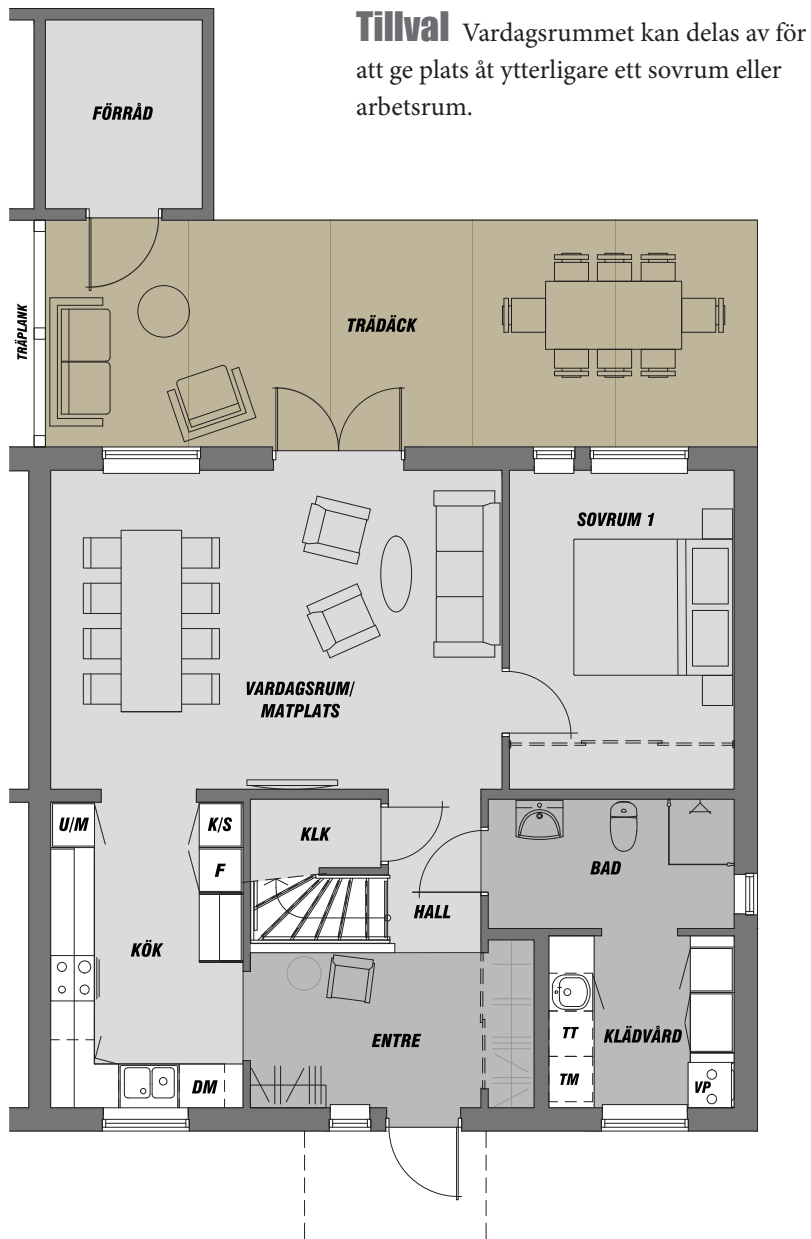 Tillval Vardagsrummet kan delas av för
att ge plats åt ytterligare ett sovrum eller
arbetsrum.
FÖRRÅD
TRÄPLANK
TRÄDÄCK
SOVRUM 1
VARDAGSRUM/
MATPLATS
U/M
K/S
KLK
F
BAD
HALL
KÖK
ENTRE
TT
KLÄDVÅRD
TM
VP
DM